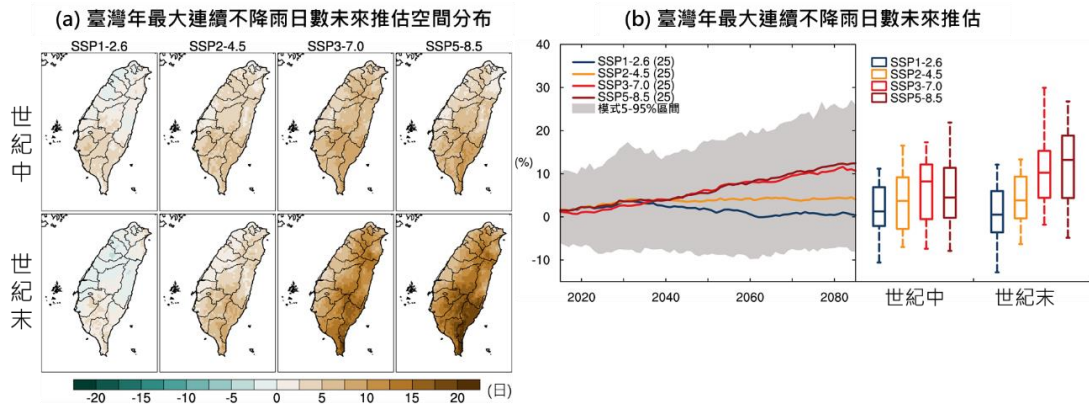 (a) 臺灣年最大連續不降雨日數未來推估空間分布
SSP1-2.6 SSP2-4.5 SSP3-7.0 SSP5-8.5
世紀中
世紀末
-20 -15 -10 -5 0 5 10 15 20 (日)
(b) 臺灣年最大連續不降雨日數未來推估
40
30
20
(%)
10
0
-10
SSP1-2.6 (25)
SSP2-4.5 (25)
SSP3-7.0 (25)
SSP5-8.5 (25)
模式5-95%區間
2020 2040 2060 2080
SSP1-2.6
SSP2-4.5
SSP3-7.0
SSP5-8.5
世紀中 世紀末